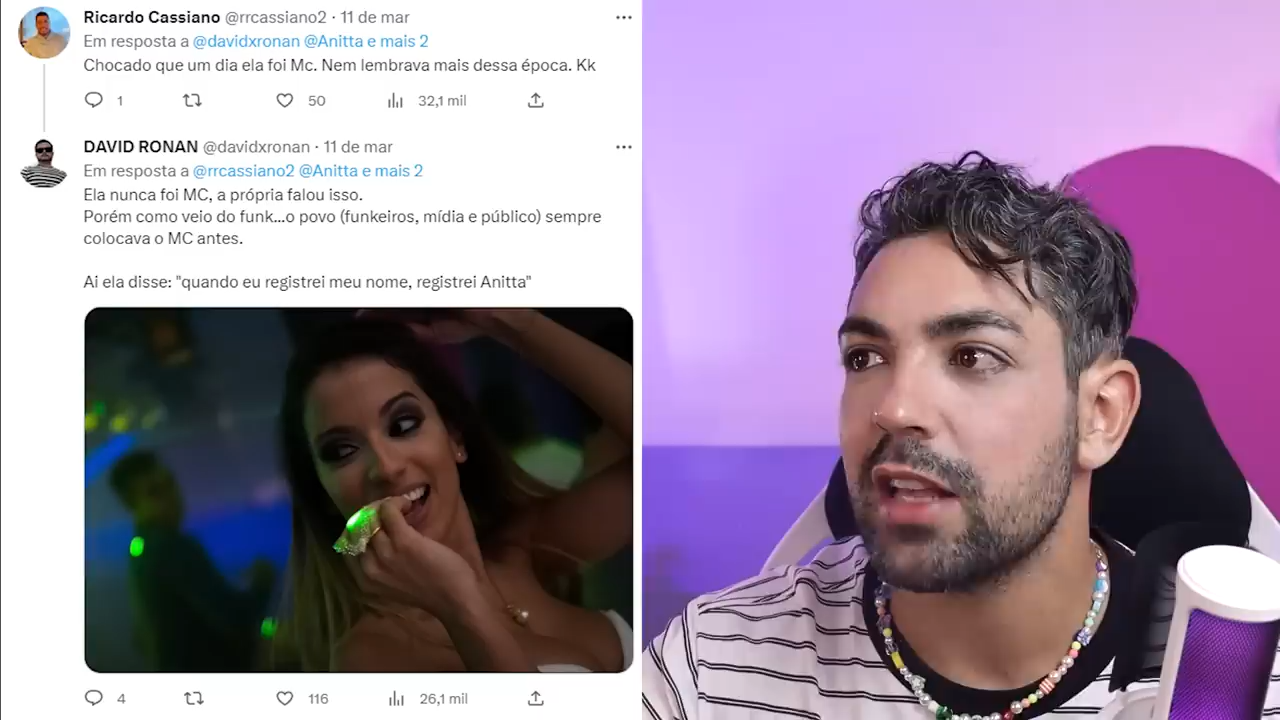 Ricardo Cassiano @rrcassiano2 · 11 de mar
Em resposta a @davidxronan @Anitta e mais 2
Chocado que um dia ela foi Mc. Nem lembrava mais dessa época. Kk
1 50 32,1 mil
DAVID RONAN @davidxronan · 11 de mar
Em resposta a @rrcassiano2 @Anitta e mais 2
Ela nunca foi MC, a própria falou isso.
Porém como veio do funk...o povo (funkeiros, mídia e público) sempre
colocava o MC antes.
Ai ela disse: "quando eu registrei meu nome, registrei Anitta"
4 116 26,1 mil